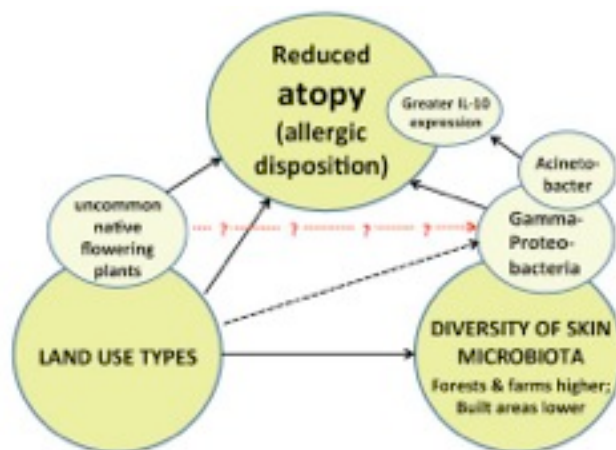 Reduced
atopy
(allergic
disposition)
Greater IL-10
expression
Acineto-
bacter
uncommon
native
flowering
plants
? ? ? ?
Gamma-
Proteo-
bacteria
LAND USE TYPES
DIVERSITY OF SKIN
MICROBIOTA
Forests & farms higher;
Built areas lower